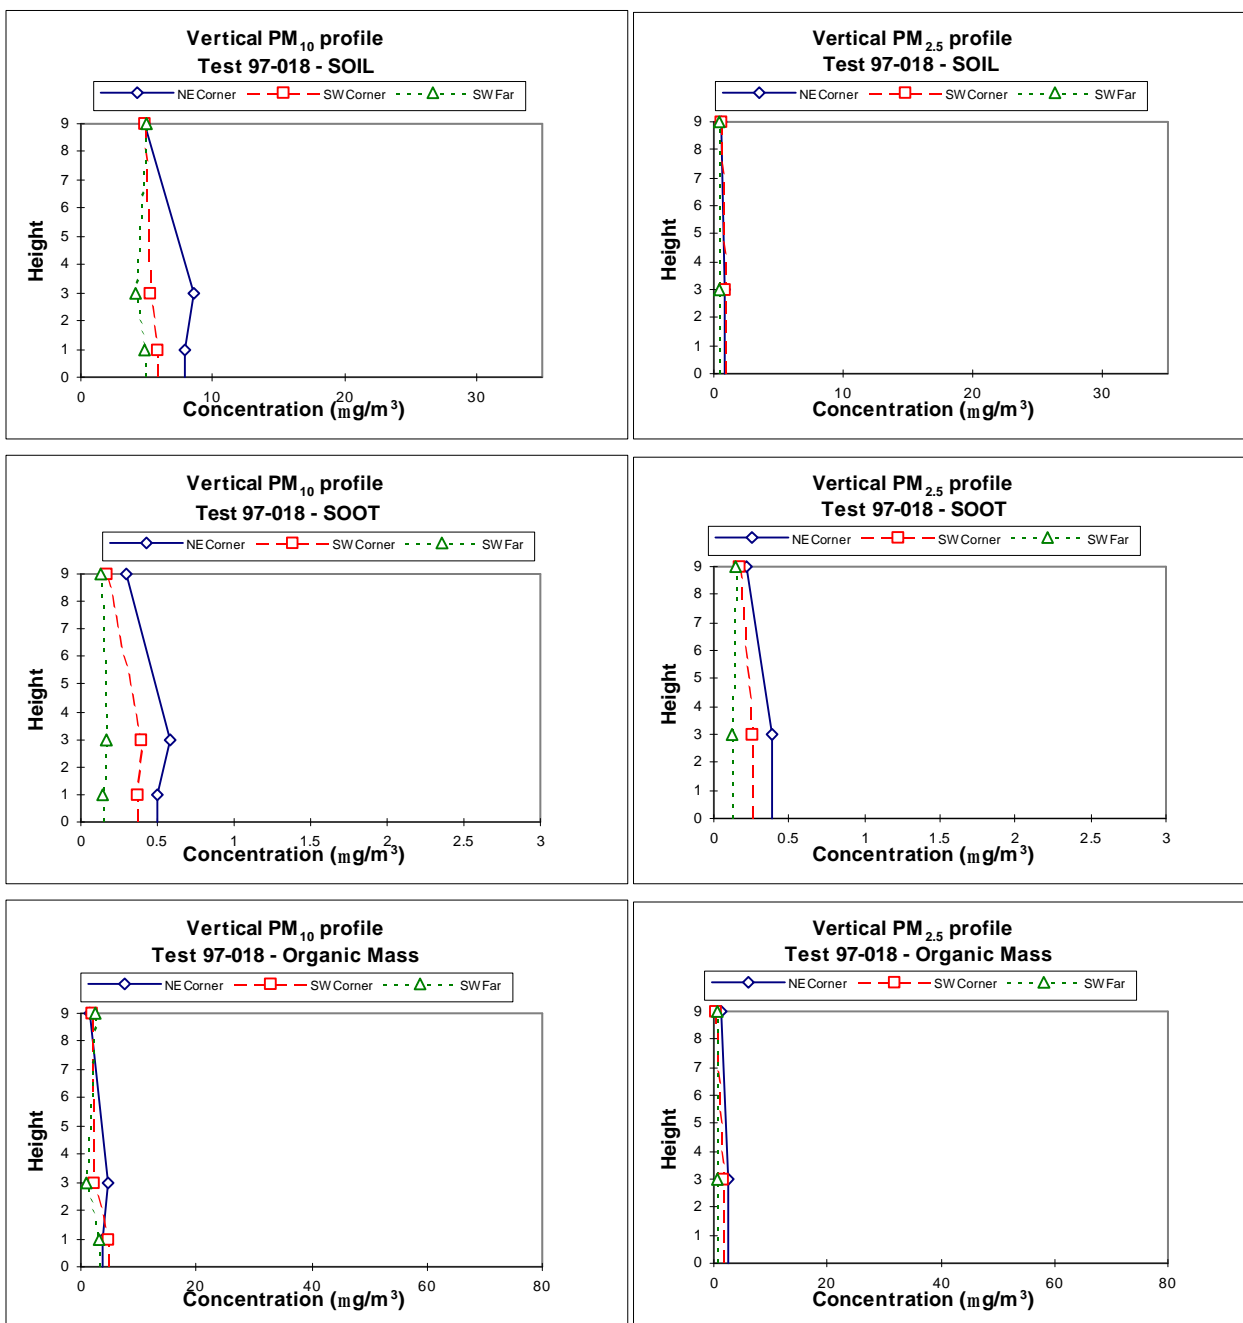 Vertical PM10 profile
Test 97-018 - SOIL
NE Corner SW Corner SW Far
9
8
7
6
5
4
3
2
1
0
Height
0 10 20 30
Concentration (mg/m3)
Vertical PM2.5 profile
Test 97-018 - SOIL
NE Corner SW Corner SW Far
9
8
7
6
5
4
3
2
1
0
Height
0 10 20 30
Concentration (mg/m3)
Vertical PM10 profile
Test 97-018 - SOOT
NE Corner SW Corner SW Far
9
8
7
6
5
4
3
2
1
0
Height
0 0.5 1 1.5 2 2.5 3
Concentration (mg/m3)
Vertical PM2.5 profile
Test 97-018 - SOOT
NE Corner SW Corner SW Far
9
8
7
6
5
4
3
2
1
0
Height
0 0.5 1 1.5 2 2.5 3
Concentration (mg/m3)
Vertical PM10 profile
Test 97-018 - Organic Mass
NE Corner SW Corner SW Far
9
8
7
6
5
4
3
2
1
0
Height
0 20 40 60 80
Concentration (mg/m3)
Vertical PM2.5 profile
Test 97-018 - Organic Mass
NE Corner SW Corner SW Far
9
8
7
6
5
4
3
2
1
0
Height
0 20 40 60 80
Concentration (mg/m3)